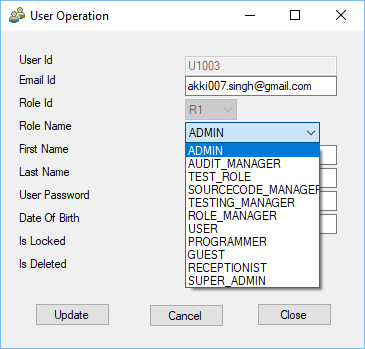 User Operation
User Id
U1003
Email Id
akki007.singh@gmail.com
Role Id
R1
Role Name
ADMIN
First Name
Last Name
User Password
Date Of Birth
Is Locked
Is Deleted
ADMIN
AUDIT_MANAGER
TEST_ROLE
SOURCECODE_MANAGER
TESTING_MANAGER
ROLE_MANAGER
USER
PROGRAMMER
GUEST
RECEPTIONIST
SUPER_ADMIN
Update
Cancel
Close